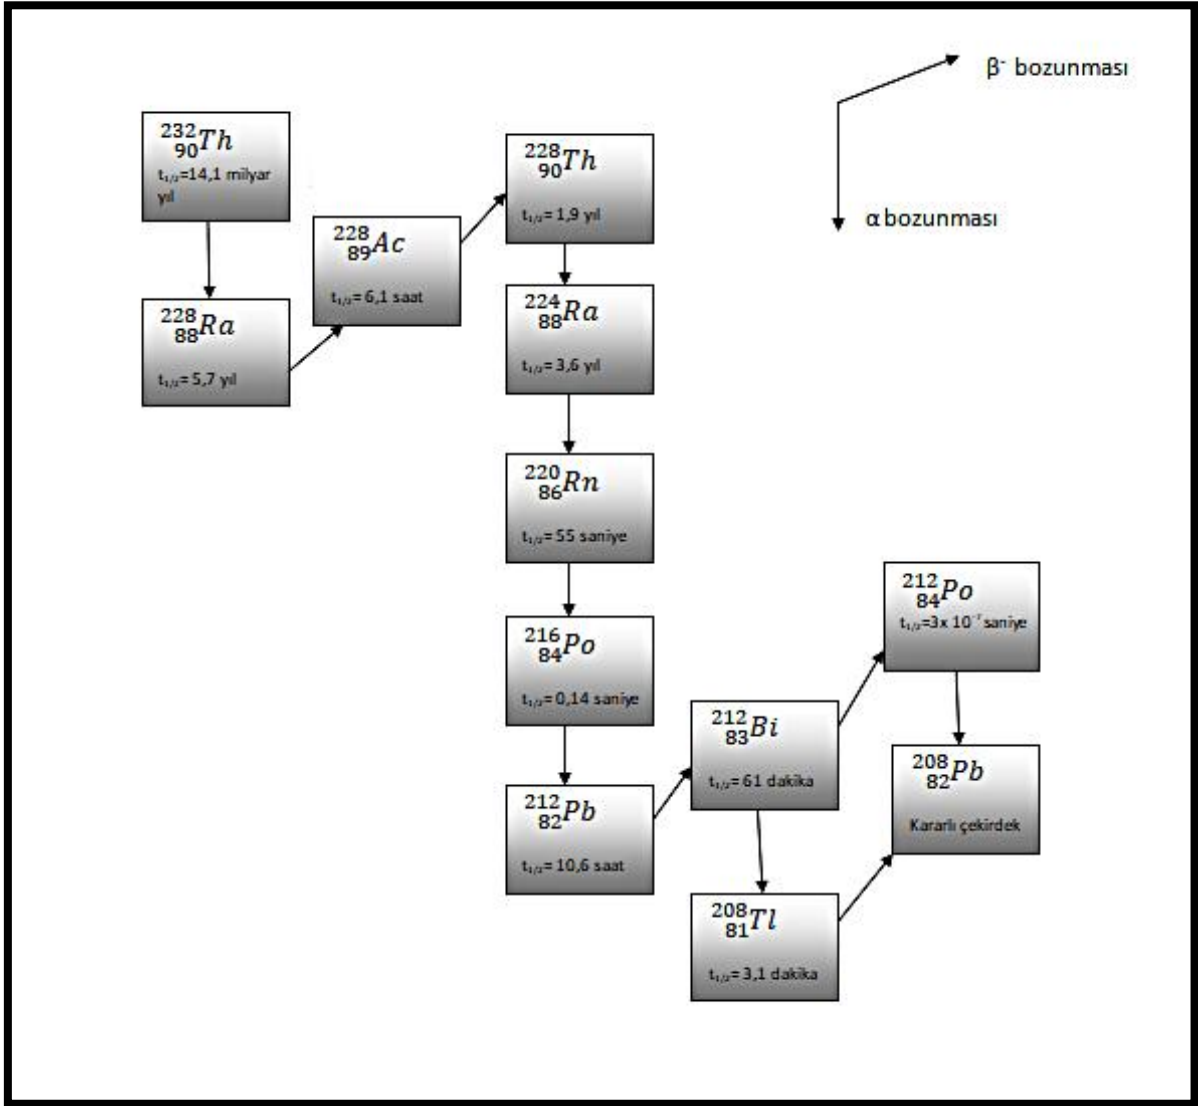 β⁻ bozunması
α bozunması
²³²₉₀Th
t₁/₂=14,1 milyar
yıl
²²⁸₈₈Ra
t₁/₂= 5,7 yıl
²²⁸₈₉Ac
t₁/₂= 6,1 saat
²²⁸₉₀Th
t₁/₂= 1,9 yıl
²²⁴₈₈Ra
t₁/₂= 3,6 yıl
²²⁰₈₆Rn
t₁/₂= 55 saniye
²¹⁶₈₄Po
t₁/₂= 0,14 saniye
²¹²₈₂Pb
t₁/₂= 10,6 saat
²¹²₈₃Bi
t₁/₂= 61 dakika
²⁰⁸₈₁Tl
t₁/₂= 3,1 dakika
²¹²₈₄Po
t₁/₂=3x 10⁻⁷ saniye
²⁰⁸₈₂Pb
Kararlı çekirdek